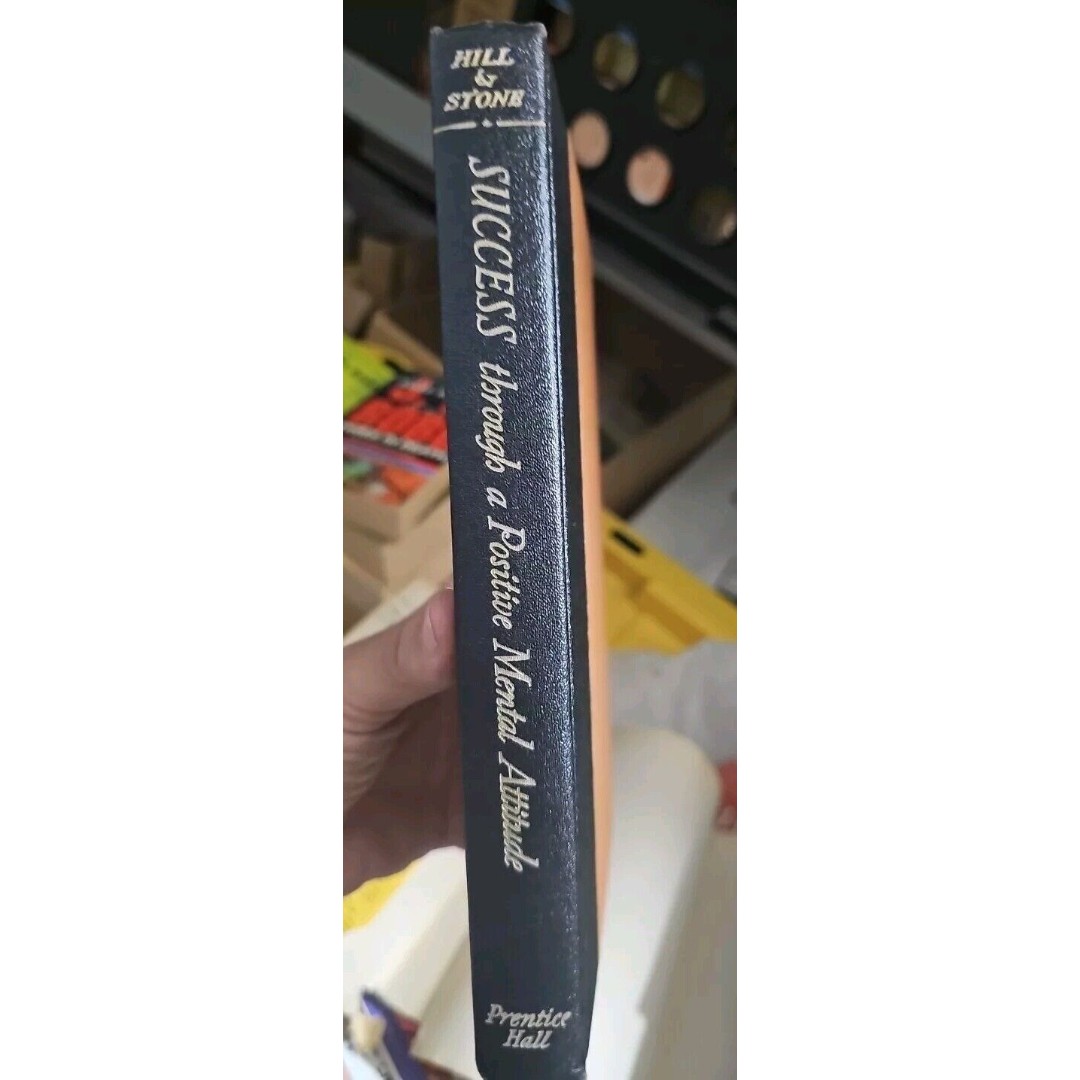 HILL
&
STONE
SUCCESS through a Positive Mental Attitude
Prentice
Hall